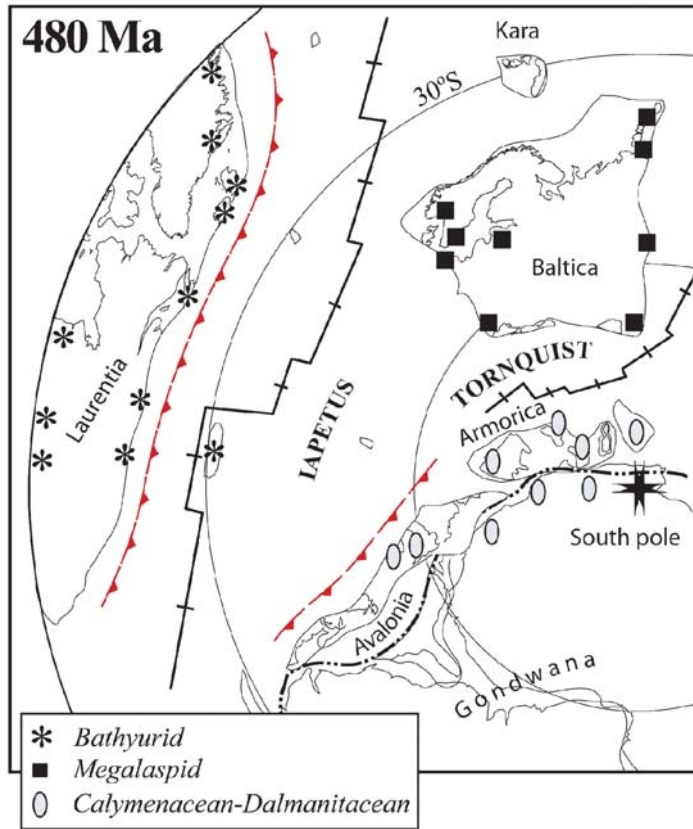 480 Ma
Kara
30°S
Baltica
Laurentia
IAPETUS
TORNQUIST
Armorica
South pole
Avalonia
Gondwana
Bathyurid
Megalaspid
Calymenacean-Dalmanitacean